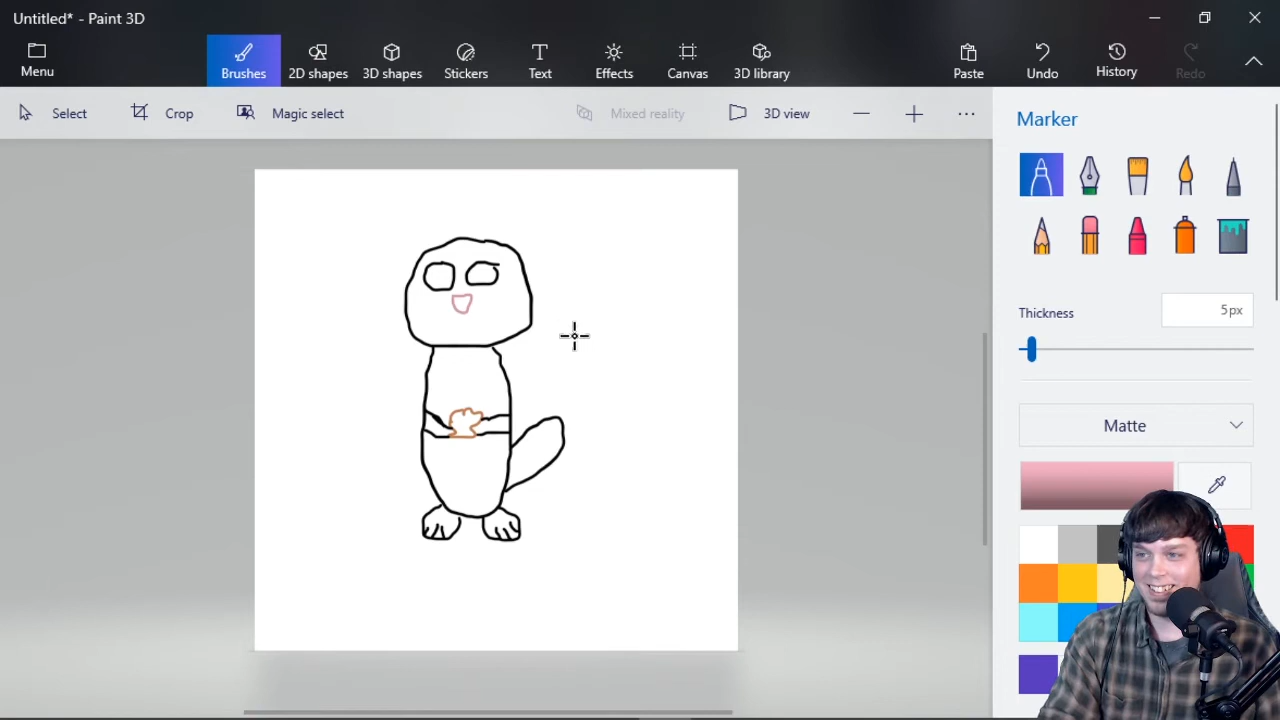 Untitled* - Paint 3D
Menu
Brushes
2D shapes
3D shapes
Stickers
Text
Effects
Canvas
3D library
Paste
Undo
History
Redo
Select
Crop
Magic select
Mixed reality
3D view
Marker
Thickness
5px
Matte